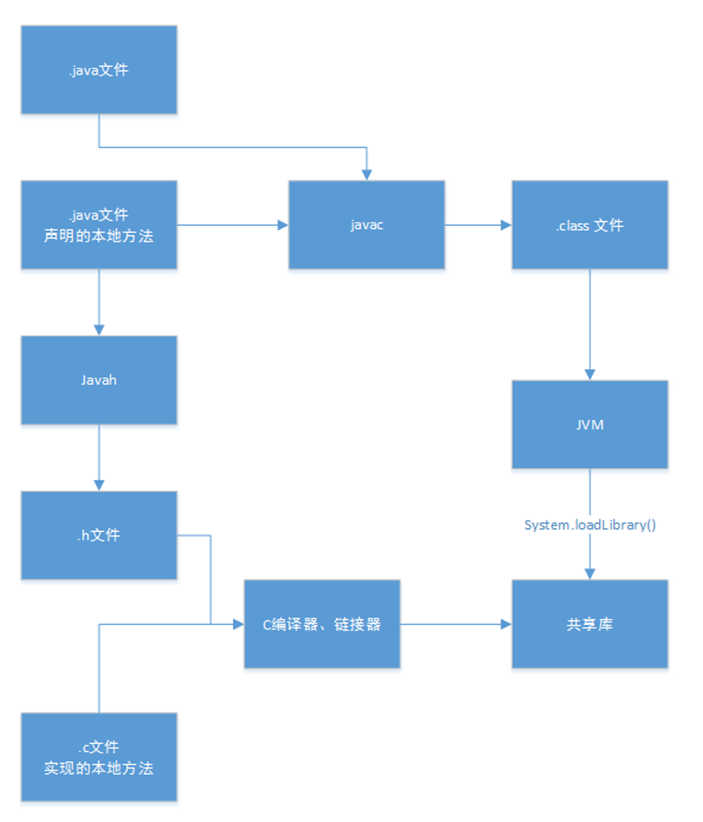 .java文件
.java文件
声明的本地方法
javac
.class 文件
Javah
JVM
.h文件
System.loadLibrary()
C编译器、链接器
共享库
.c文件
实现的本地方法